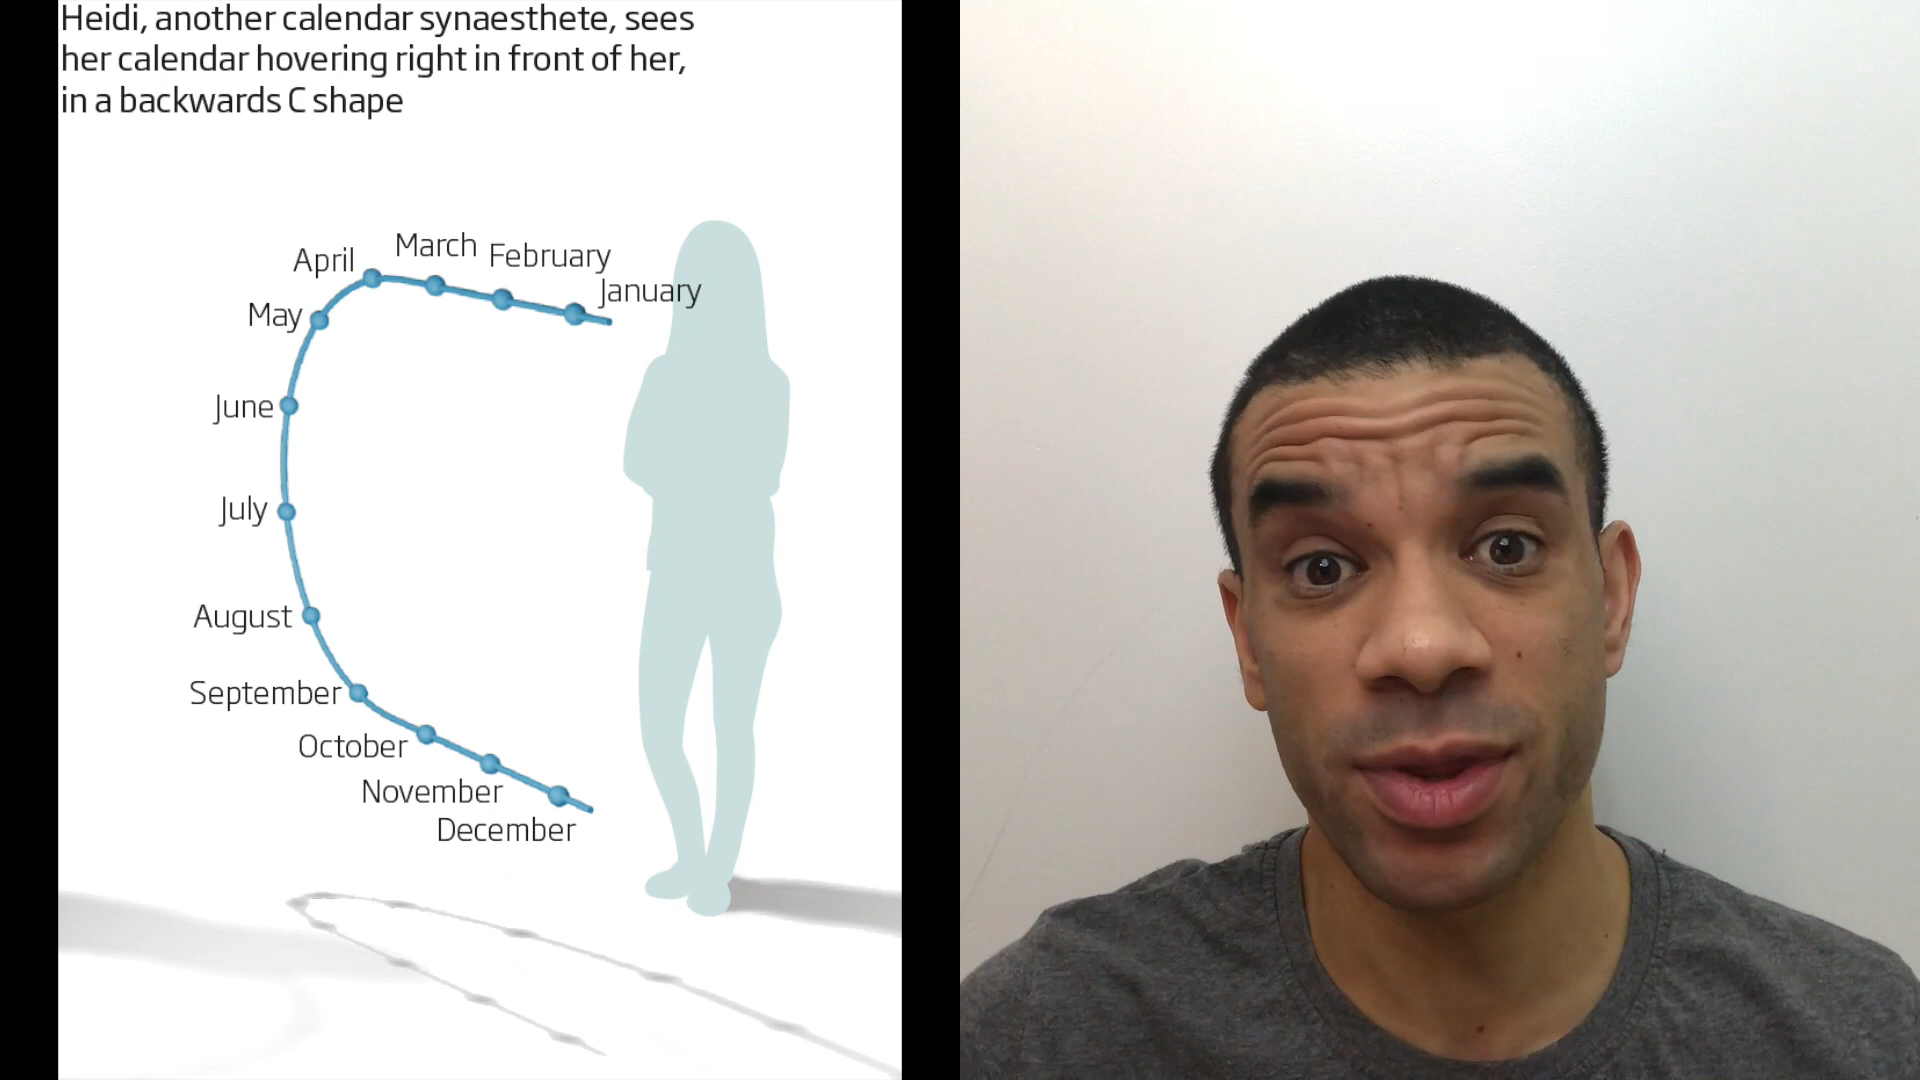 Heidi, another calendar synaesthete, sees
her calendar hovering right in front of her,
in a backwards C shape
January
February
March
April
May
June
July
August
September
October
November
December